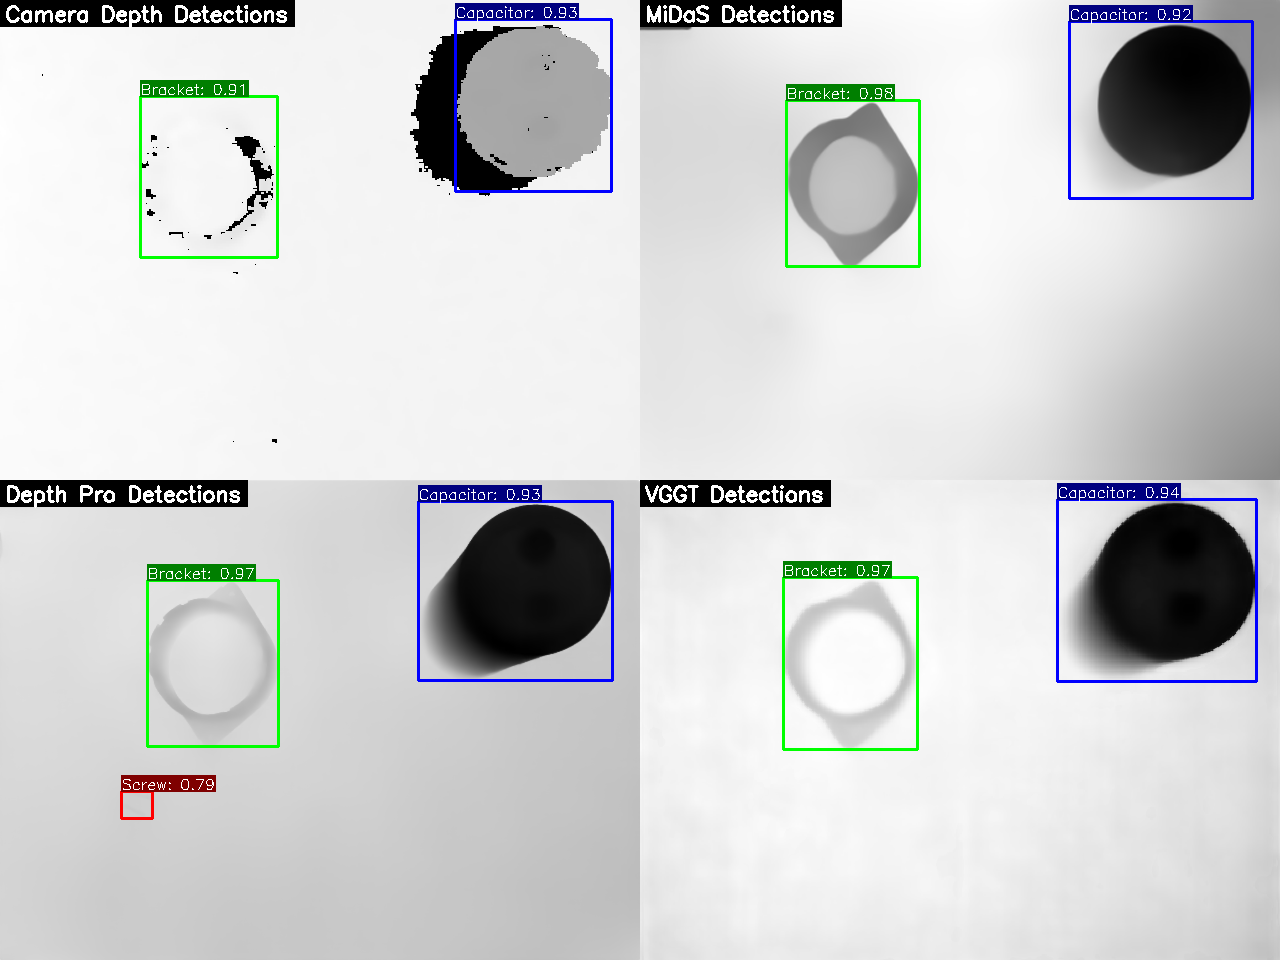 Camera Depth Detections
Capacitor: 0.93
Bracket: 0.91
MiDaS Detections
Capacitor: 0.92
Bracket: 0.98
Depth Pro Detections
Capacitor: 0.93
Bracket: 0.97
Screw: 0.79
VGGT Detections
Capacitor: 0.94
Bracket: 0.97